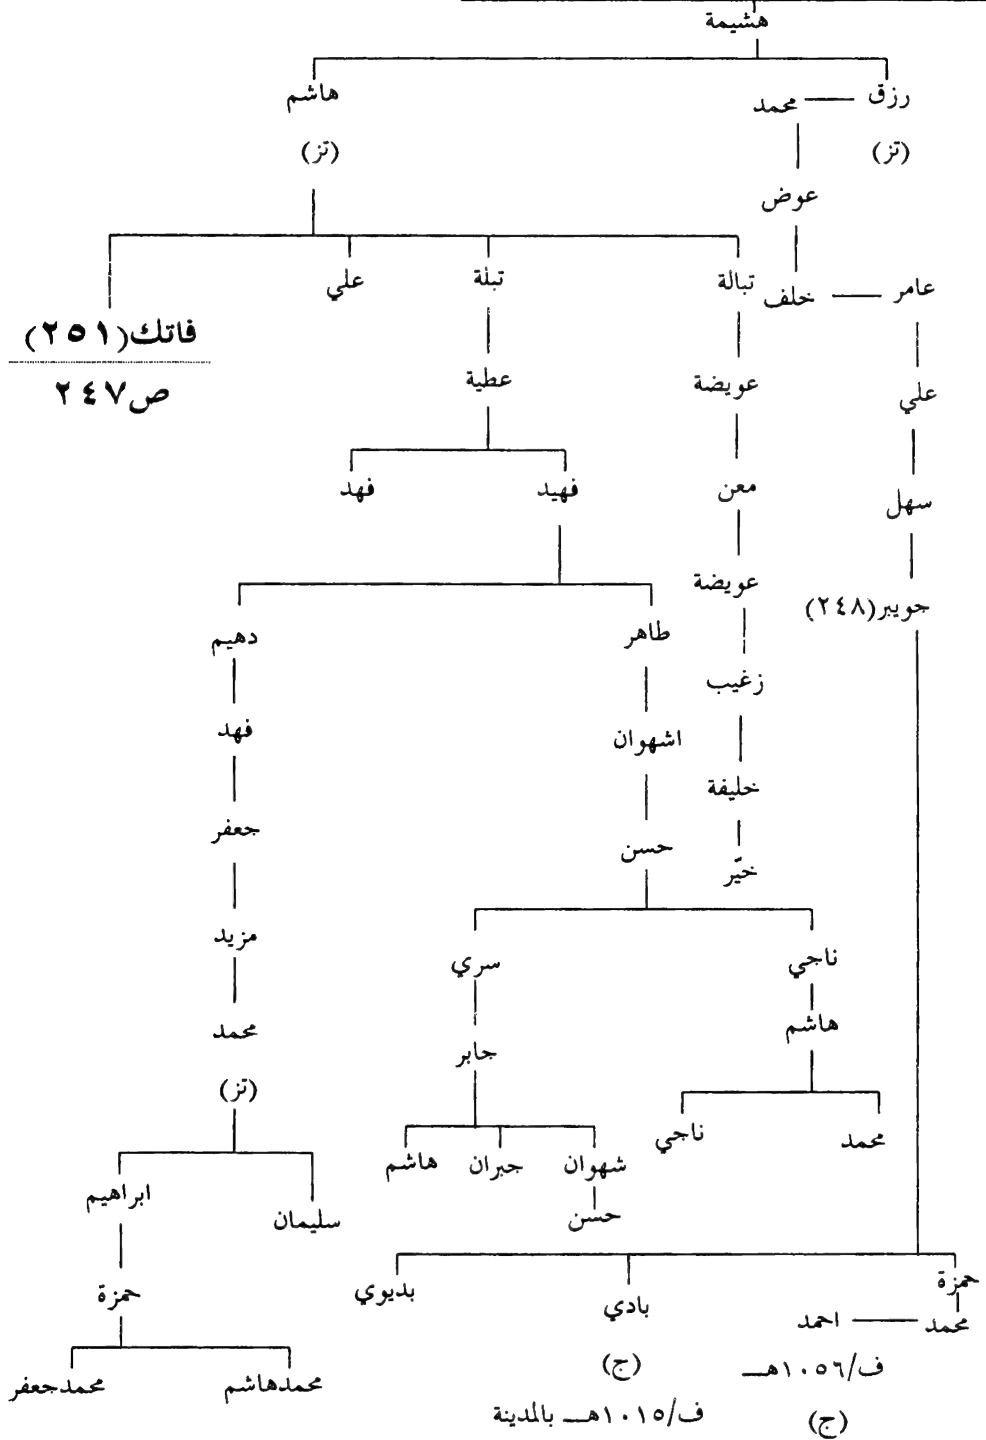 هشيمة
رزق محمد هاشم
(تز) (تز)
عوض
عامر خلف تبالة تبلة علي فاتك(٢٥١)
ص٢٤٧
علي عويضة عطية
سهل معن فهيد فهد
جويبر(٢٤٨) عويضة
طاهر دهيم
زغيب
اشهوان فهد
خليفة
حسن جعفر
خيّر
ناجي سري مزيد
هاشم جابر محمد
(تز)
محمد ناجي شهوان جبران هاشم
حسن سليمان ابراهيم
حمزة بادي بديوي حمزة
محمد احمد
ف/١٠٥٦هـ (ج) محمدهاشم محمدجعفر
(ج) ف/١٠١٥هـ بالمدينة